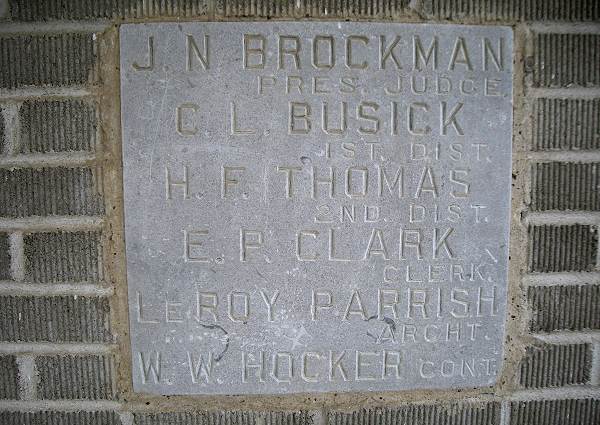 J. N BROCKMAN
PRES. JUDGE
C. L. BUSICK
1ST. DIST.
H. F. THOMAS
2ND. DIST.
E. P. CLARK
CLERK.
LEROY PARRISH
ARCHT.
W. W. HOCKER CONT.